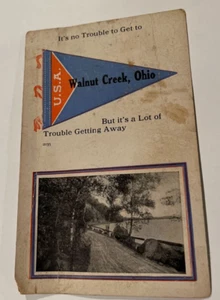 It's no Trouble to Get to
U.S.A.
Walnut Creek, Ohio
But it's a Lot of
Trouble Getting Away